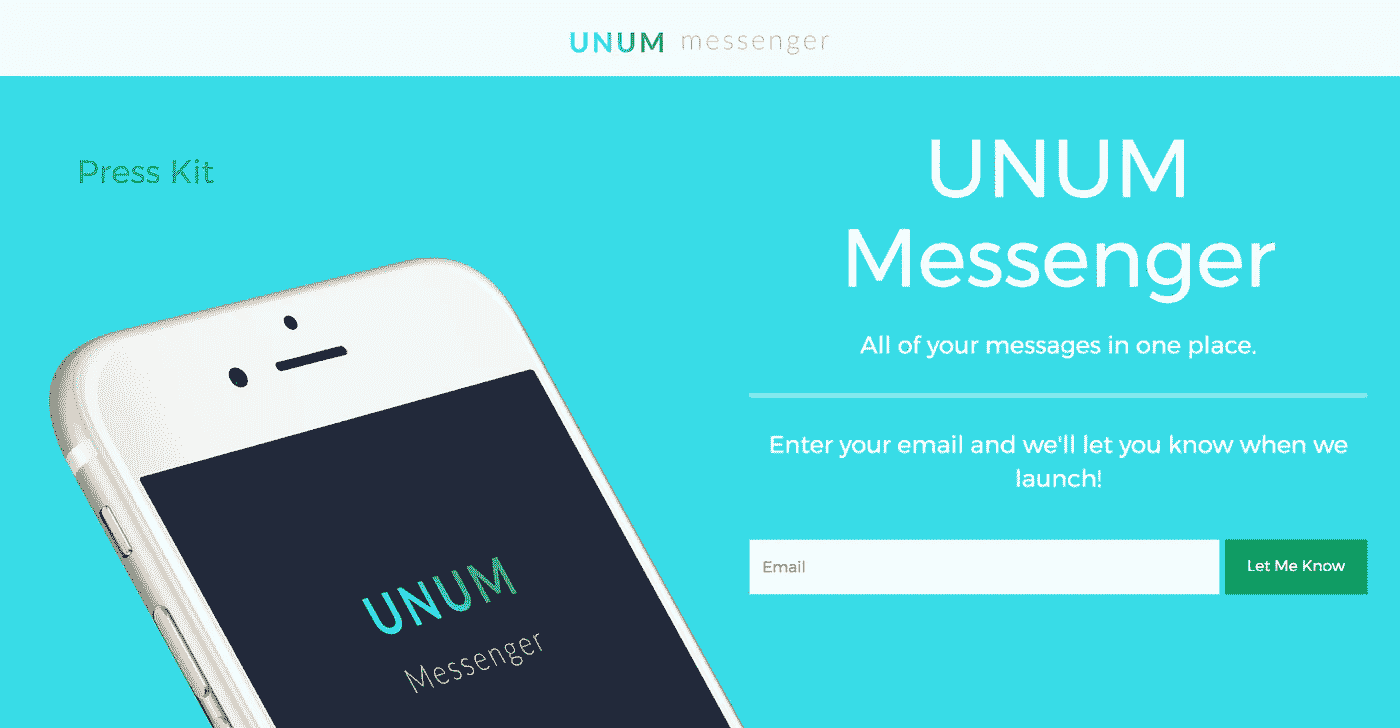 UNUM messenger
Press Kit
UNUM
Messenger
All of your messages in one place.
Enter your email and we'll let you know when we
launch!
Email
Let Me Know
UNUM
Messenger